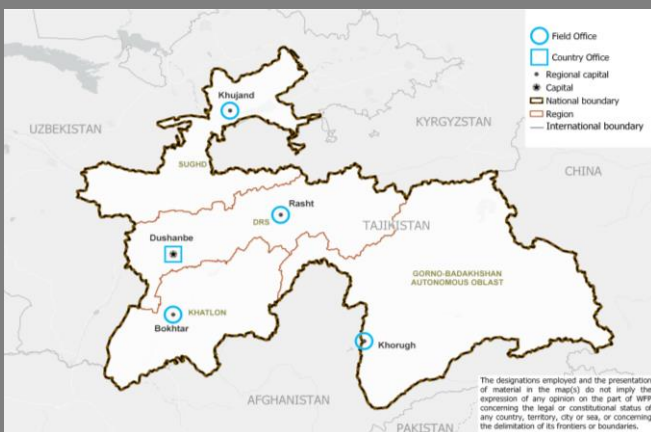 Field Office
Country Office
Regional capital
Capital
National boundary
Region
International boundary
Khujand
UZBEKISTAN
KYRGYZSTAN
SUGHD
CHINA
Rasht
DRS
TAJIKISTAN
Dushanbe
GORNO-BADAKHSHAN
AUTONOMOUS OBLAST
KHATLON
Bokhtar
Khorugh
AFGHANISTAN
PAKISTAN
The designations employed and the presentation
of material in the map(s) do not imply the
expression of any opinion on the part of WFP
concerning the legal or constitutional status of
any country, territory, city or sea, or concerning
the delimitation of its frontiers or boundaries.